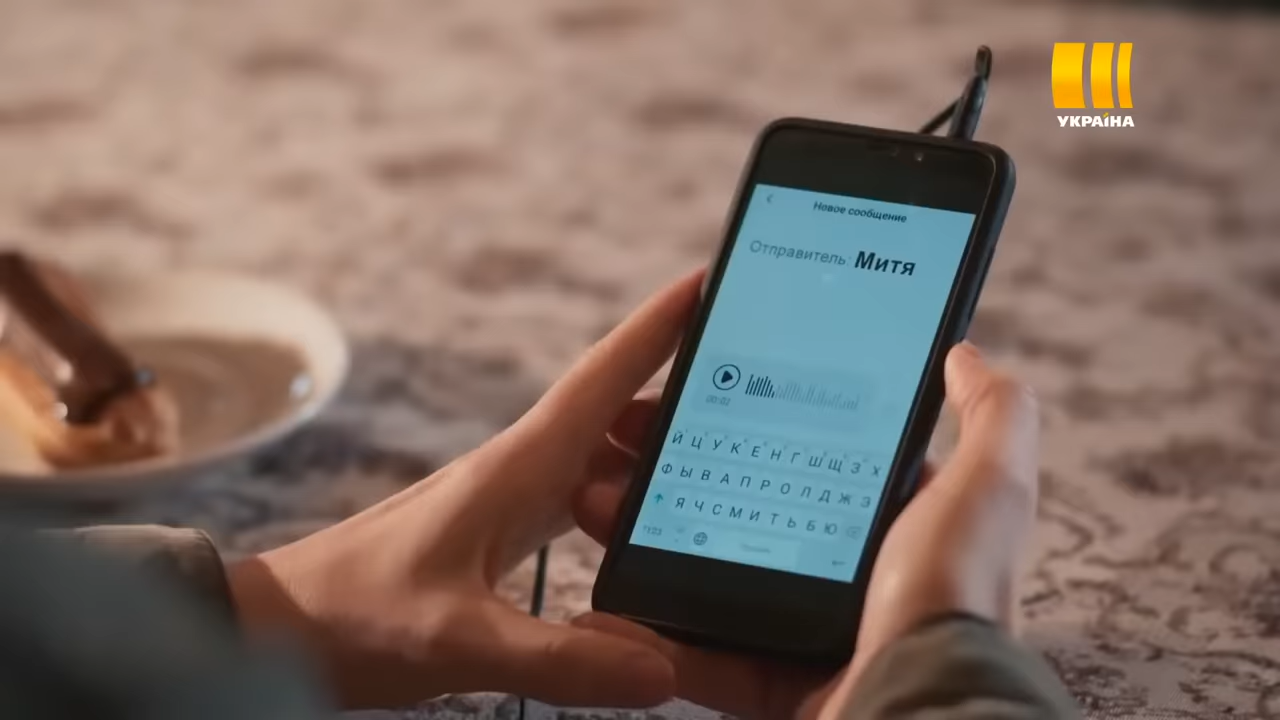 УКРАЇНА
Новое сообщение
Отправитель: Митя
00:02
Й Ц У К Е Н Г Ш Щ З Х
Ф Ы В А П Р О Л Д Ж Э
Я Ч С М И Т Ь Б Ю